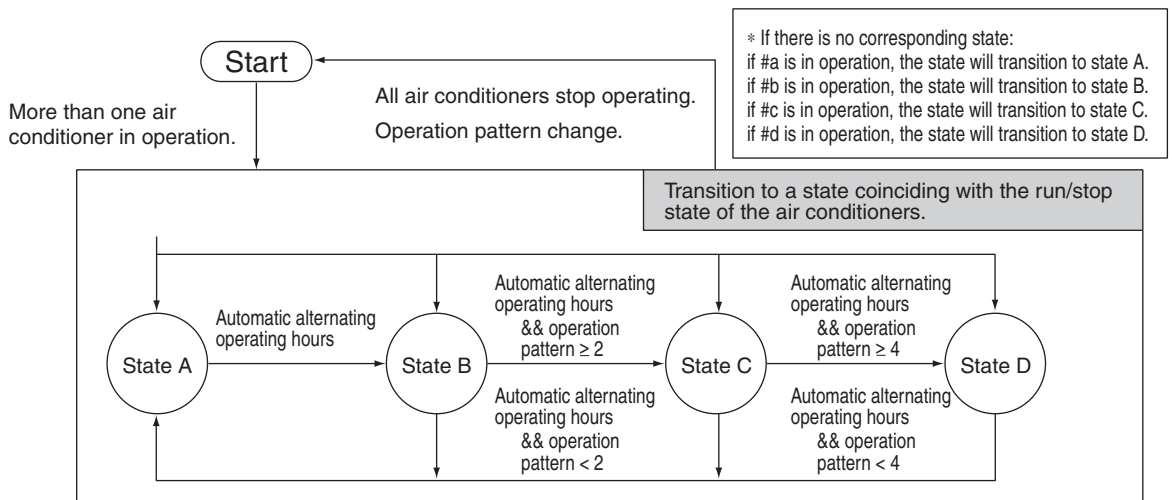 * If there is no corresponding state:
if #a is in operation, the state will transition to state A.
if #b is in operation, the state will transition to state B.
if #c is in operation, the state will transition to state C.
if #d is in operation, the state will transition to state D.
Start
More than one air
conditioner in operation.
All air conditioners stop operating.
Operation pattern change.
Transition to a state coinciding with the run/stop
state of the air conditioners.
State A
Automatic alternating
operating hours
State B
Automatic alternating
operating hours
&& operation
pattern ≥ 2
Automatic alternating
operating hours
&& operation
pattern < 2
State C
Automatic alternating
operating hours
&& operation
pattern ≥ 4
Automatic alternating
operating hours
&& operation
pattern < 4
State D